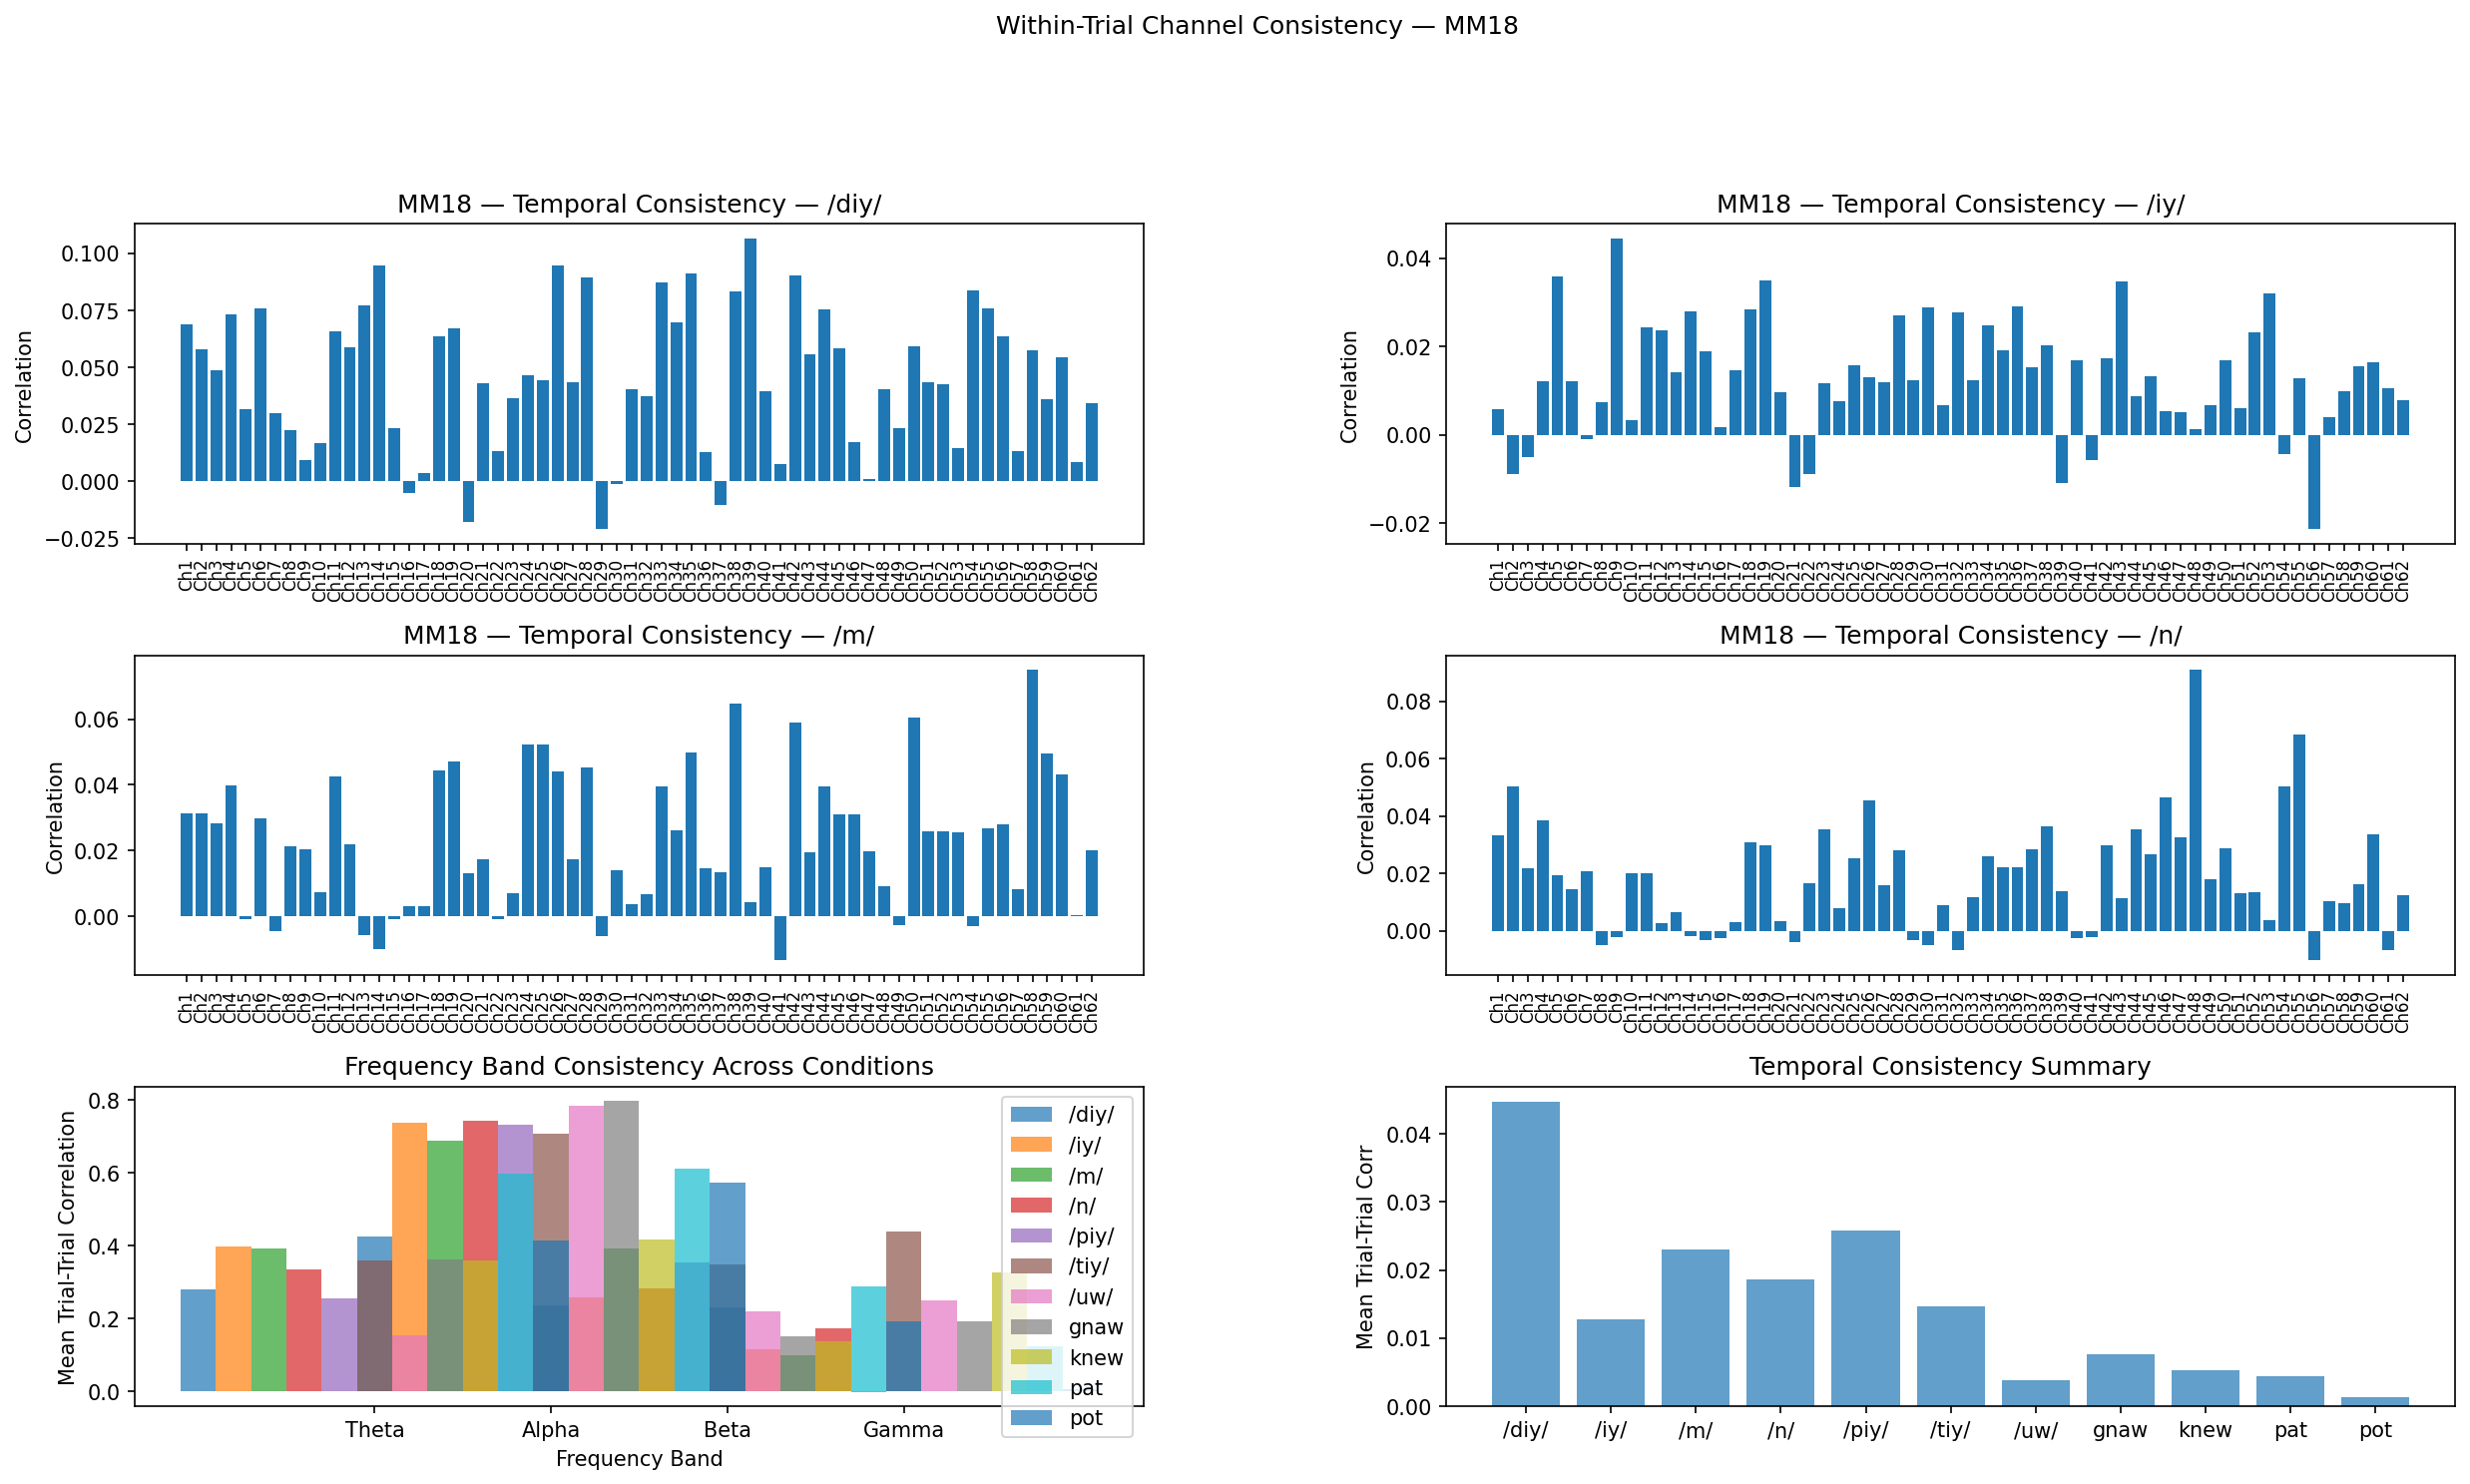 Within-Trial Channel Consistency — MM18
MM18 — Temporal Consistency — /diy/
Correlation
0.100
0.075
0.050
0.025
0.000
−0.025
Ch1 Ch2 Ch3 Ch4 Ch5 Ch6 Ch7 Ch8 Ch9 Ch10 Ch11 Ch12 Ch13 Ch14 Ch15 Ch16 Ch17 Ch18 Ch19 Ch20 Ch21 Ch22 Ch23 Ch24 Ch25 Ch26 Ch27 Ch28 Ch29 Ch30 Ch31 Ch32 Ch33 Ch34 Ch35 Ch36 Ch37 Ch38 Ch39 Ch40 Ch41 Ch42 Ch43 Ch44 Ch45 Ch46 Ch47 Ch48 Ch49 Ch50 Ch51 Ch52 Ch53 Ch54 Ch55 Ch56 Ch57 Ch58 Ch59 Ch60 Ch61 Ch62
MM18 — Temporal Consistency — /iy/
Correlation
0.04
0.02
0.00
−0.02
Ch1 Ch2 Ch3 Ch4 Ch5 Ch6 Ch7 Ch8 Ch9 Ch10 Ch11 Ch12 Ch13 Ch14 Ch15 Ch16 Ch17 Ch18 Ch19 Ch20 Ch21 Ch22 Ch23 Ch24 Ch25 Ch26 Ch27 Ch28 Ch29 Ch30 Ch31 Ch32 Ch33 Ch34 Ch35 Ch36 Ch37 Ch38 Ch39 Ch40 Ch41 Ch42 Ch43 Ch44 Ch45 Ch46 Ch47 Ch48 Ch49 Ch50 Ch51 Ch52 Ch53 Ch54 Ch55 Ch56 Ch57 Ch58 Ch59 Ch60 Ch61 Ch62
MM18 — Temporal Consistency — /m/
Correlation
0.06
0.04
0.02
0.00
Ch1 Ch2 Ch3 Ch4 Ch5 Ch6 Ch7 Ch8 Ch9 Ch10 Ch11 Ch12 Ch13 Ch14 Ch15 Ch16 Ch17 Ch18 Ch19 Ch20 Ch21 Ch22 Ch23 Ch24 Ch25 Ch26 Ch27 Ch28 Ch29 Ch30 Ch31 Ch32 Ch33 Ch34 Ch35 Ch36 Ch37 Ch38 Ch39 Ch40 Ch41 Ch42 Ch43 Ch44 Ch45 Ch46 Ch47 Ch48 Ch49 Ch50 Ch51 Ch52 Ch53 Ch54 Ch55 Ch56 Ch57 Ch58 Ch59 Ch60 Ch61 Ch62
MM18 — Temporal Consistency — /n/
Correlation
0.08
0.06
0.04
0.02
0.00
Ch1 Ch2 Ch3 Ch4 Ch5 Ch6 Ch7 Ch8 Ch9 Ch10 Ch11 Ch12 Ch13 Ch14 Ch15 Ch16 Ch17 Ch18 Ch19 Ch20 Ch21 Ch22 Ch23 Ch24 Ch25 Ch26 Ch27 Ch28 Ch29 Ch30 Ch31 Ch32 Ch33 Ch34 Ch35 Ch36 Ch37 Ch38 Ch39 Ch40 Ch41 Ch42 Ch43 Ch44 Ch45 Ch46 Ch47 Ch48 Ch49 Ch50 Ch51 Ch52 Ch53 Ch54 Ch55 Ch56 Ch57 Ch58 Ch59 Ch60 Ch61 Ch62
Frequency Band Consistency Across Conditions
Mean Trial-Trial Correlation
0.8
0.6
0.4
0.2
0.0
/diy/
/iy/
/m/
/n/
/piy/
/tiy/
/uw/
gnaw
knew
pat
pot
Theta Alpha Beta Gamma
Frequency Band
Temporal Consistency Summary
Mean Trial-Trial Corr
0.04
0.03
0.02
0.01
0.00
/diy/ /iy/ /m/ /n/ /piy/ /tiy/ /uw/ gnaw knew pat pot